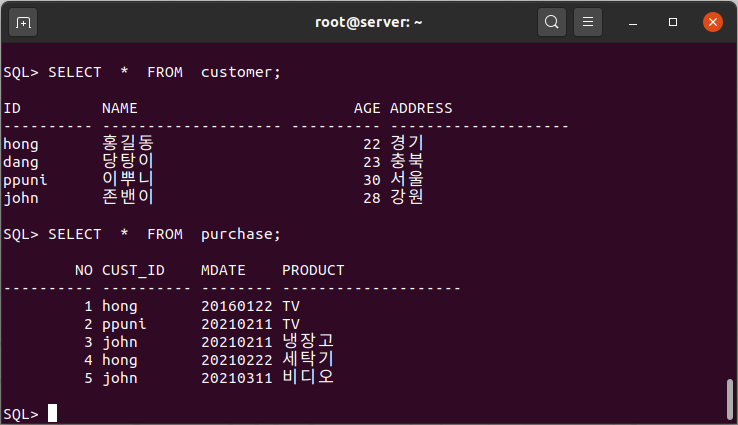 root@server: ~
SQL> SELECT  *  FROM  customer;
ID         NAME                        AGE ADDRESS
---------- -------------------- ---------- --------------------
hong       홍길동                       22 경기
dang       당탕이                       23 충북
ppuni      이뿌니                       30 서울
john       존밴이                       28 강원
SQL> SELECT  *  FROM  purchase;
        NO CUST_ID    MDATE    PRODUCT
---------- ---------- -------- --------------------
         1 hong       20160122 TV
         2 ppuni      20210211 TV
         3 john       20210211 냉장고
         4 hong       20210222 세탁기
         5 john       20210311 비디오
SQL>